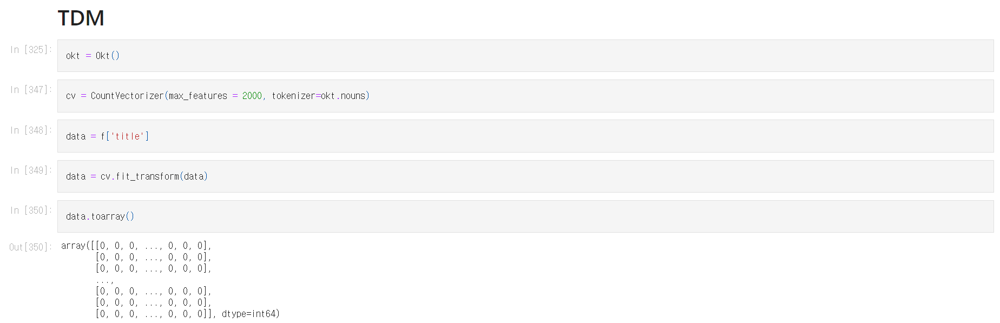 TDM
In [325]:
okt = Okt()
In [347]:
cv = CountVectorizer(max_features = 2000, tokenizer=okt.nouns)
In [348]:
data = f['title']
In [349]:
data = cv.fit_transform(data)
In [350]:
data.toarray()
Out[350]:
array([[0, 0, 0, ..., 0, 0, 0],
[0, 0, 0, ..., 0, 0, 0],
[0, 0, 0, ..., 0, 0, 0],
...,
[0, 0, 0, ..., 0, 0, 0],
[0, 0, 0, ..., 0, 0, 0],
[0, 0, 0, ..., 0, 0, 0]], dtype=int64)